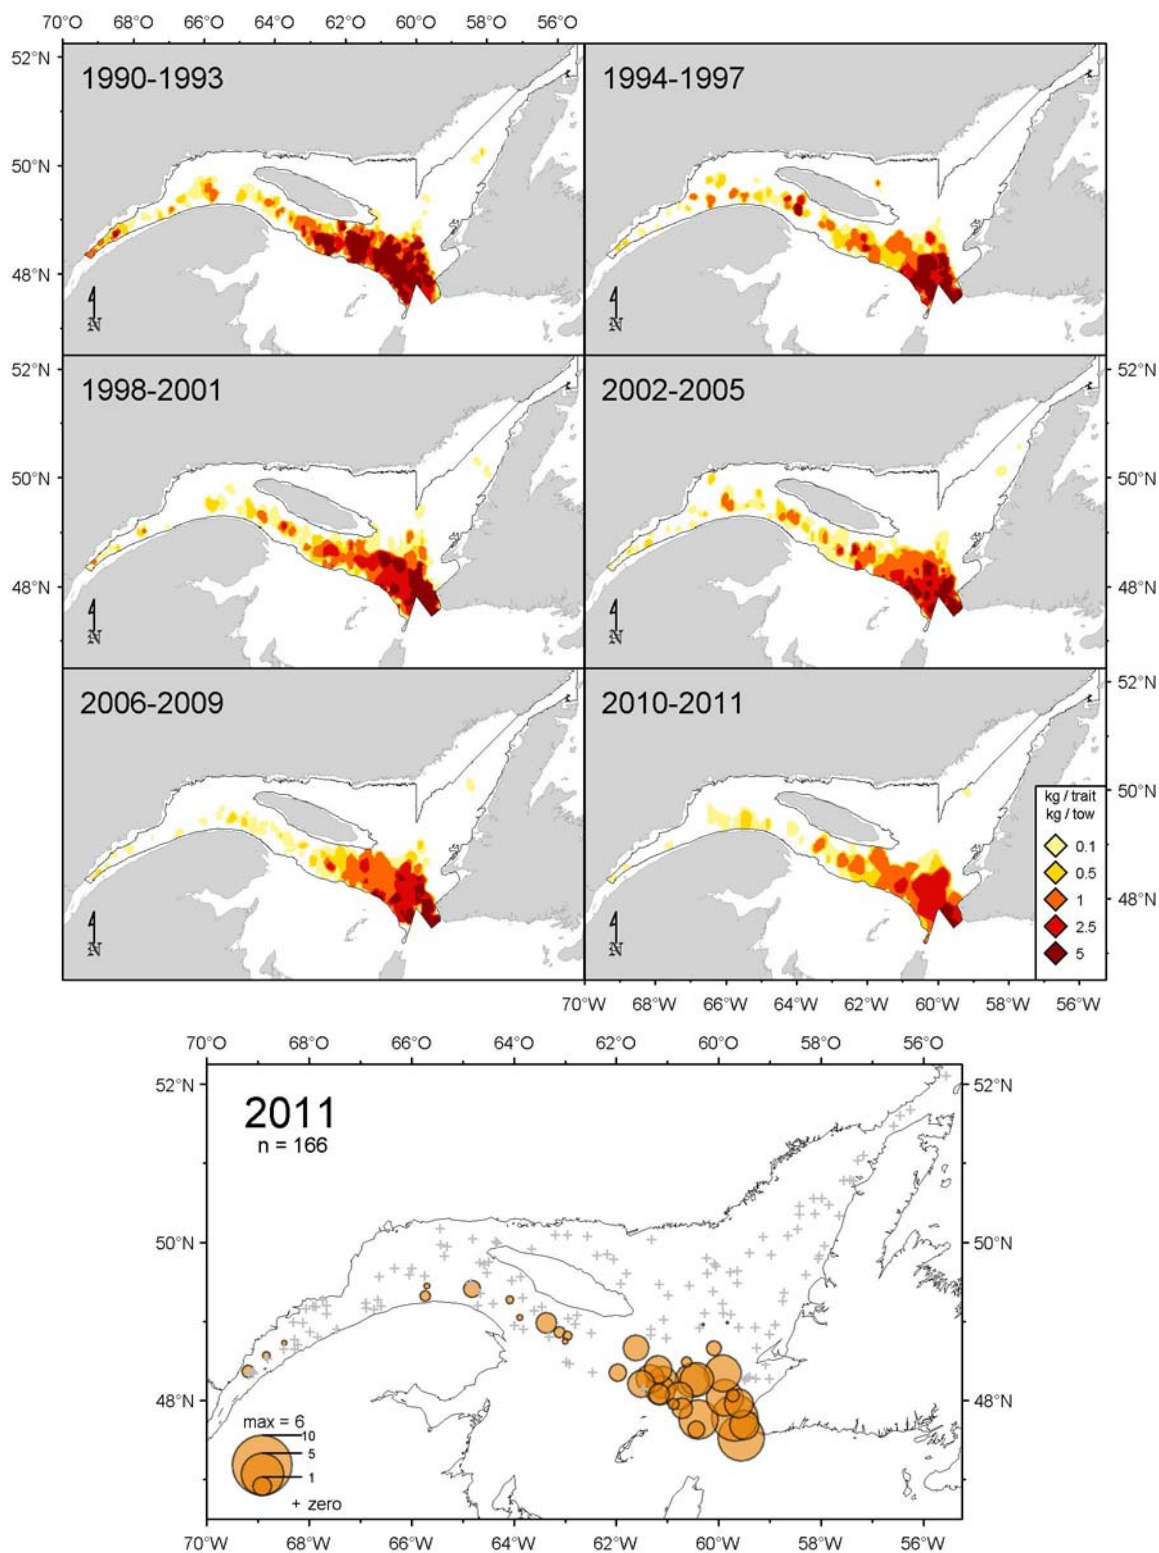 70°O 68°O 66°O 64°O 62°O 60°O 58°O 56°O
52°N
1990-1993 1994-1997
50°N
48°N
N N
52°N
1998-2001 2002-2005
50°N 50°N
48°N 48°N
N N
52°N
2006-2009 2010-2011
50°N
kg / trait
kg / tow
0.1
0.5
1
2.5
5
48°N
N
70°W 68°W 66°W 64°W 62°W 60°W 58°W 56°W
70°O 68°O 66°O 64°O 62°O 60°O 58°O 56°O
52°N 52°N
2011
n = 166
50°N 50°N
48°N 48°N
max = 6
10
5
1
+ zero
70°W 68°W 66°W 64°W 62°W 60°W 58°W 56°W